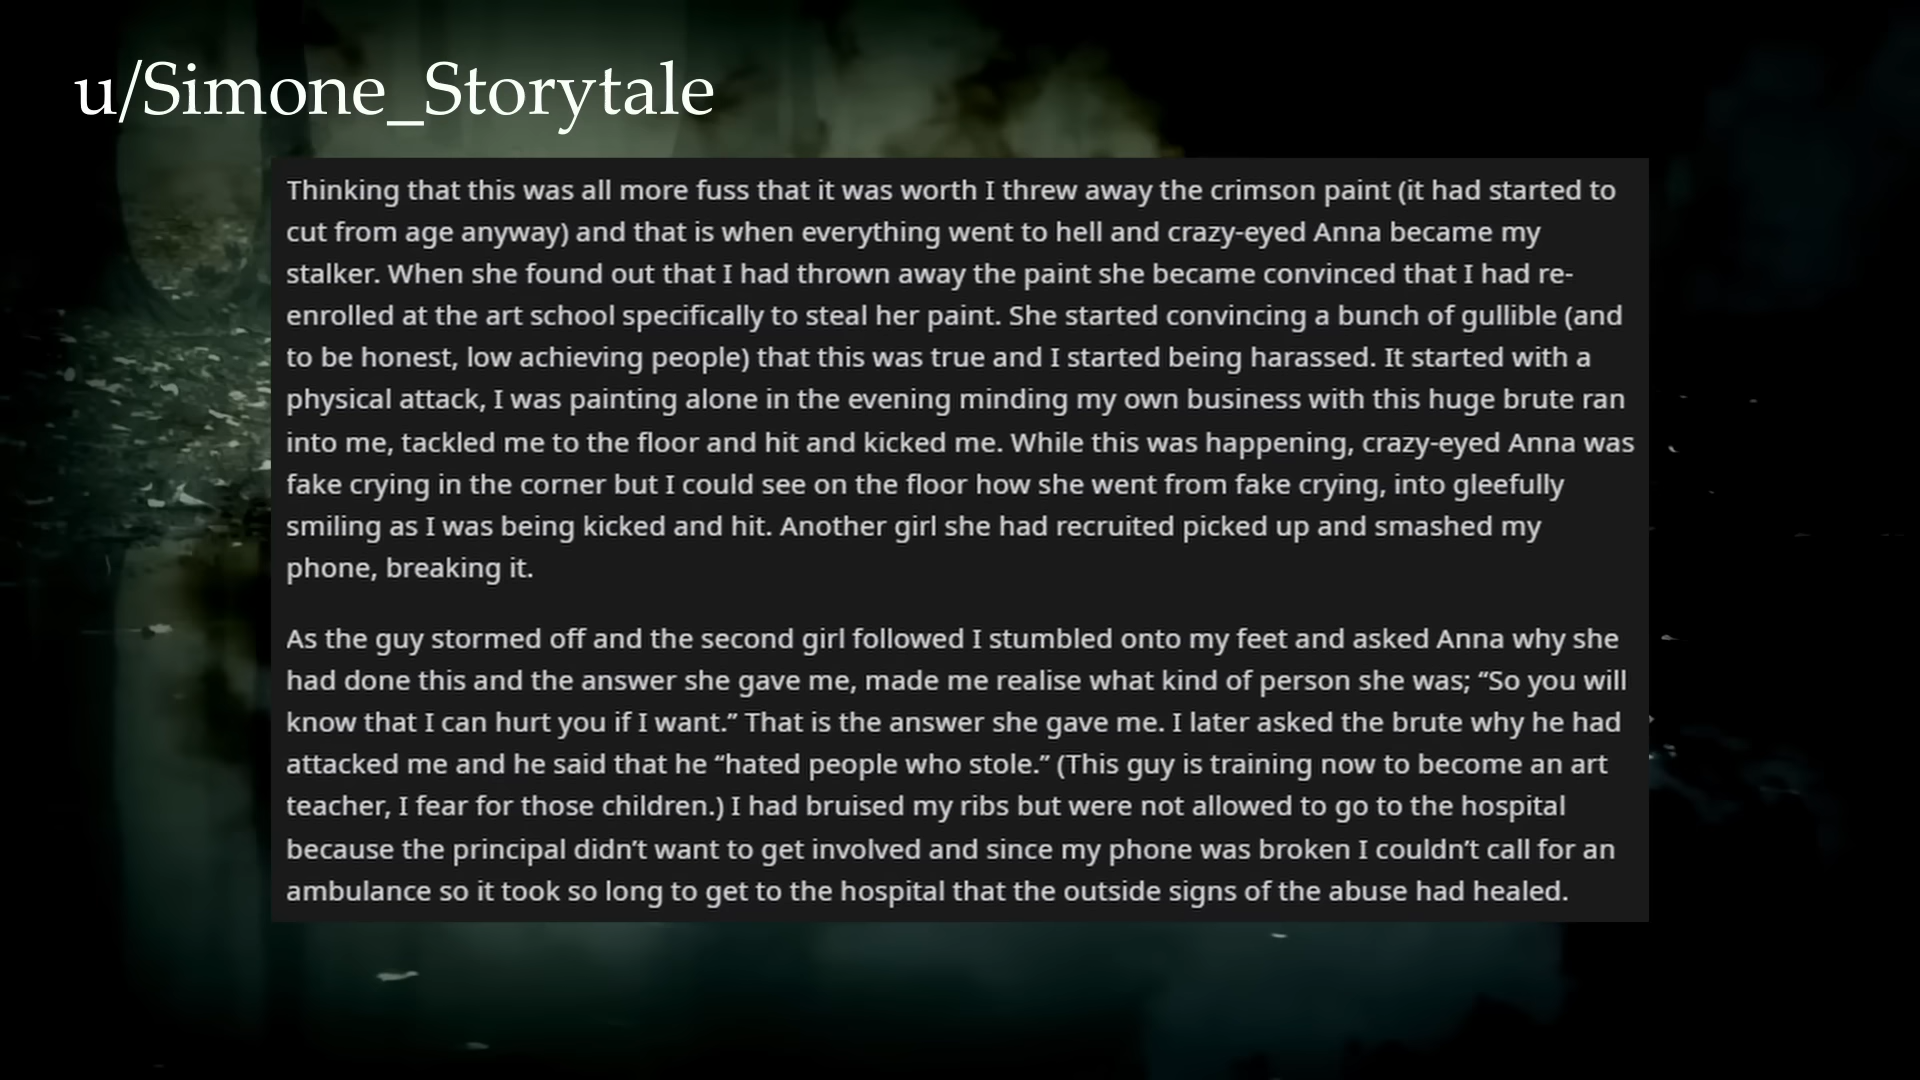 u/Simone_Storytale
Thinking that this was all more fuss that it was worth I threw away the crimson paint (it had started to
cut from age anyway) and that is when everything went to hell and crazy-eyed Anna became my
stalker. When she found out that I had thrown away the paint she became convinced that I had re-
enrolled at the art school specifically to steal her paint. She started convincing a bunch of gullible (and
to be honest, low achieving people) that this was true and I started being harassed. It started with a
physical attack, I was painting alone in the evening minding my own business with this huge brute ran
into me, tackled me to the floor and hit and kicked me. While this was happening, crazy-eyed Anna was
fake crying in the corner but I could see on the floor how she went from fake crying, into gleefully
smiling as I was being kicked and hit. Another girl she had recruited picked up and smashed my
phone, breaking it.
As the guy stormed off and the second girl followed I stumbled onto my feet and asked Anna why she
had done this and the answer she gave me, made me realise what kind of person she was; “So you will
know that I can hurt you if I want.” That is the answer she gave me. I later asked the brute why he had
attacked me and he said that he “hated people who stole.” (This guy is training now to become an art
teacher, I fear for those children.) I had bruised my ribs but were not allowed to go to the hospital
because the principal didn’t want to get involved and since my phone was broken I couldn’t call for an
ambulance so it took so long to get to the hospital that the outside signs of the abuse had healed.